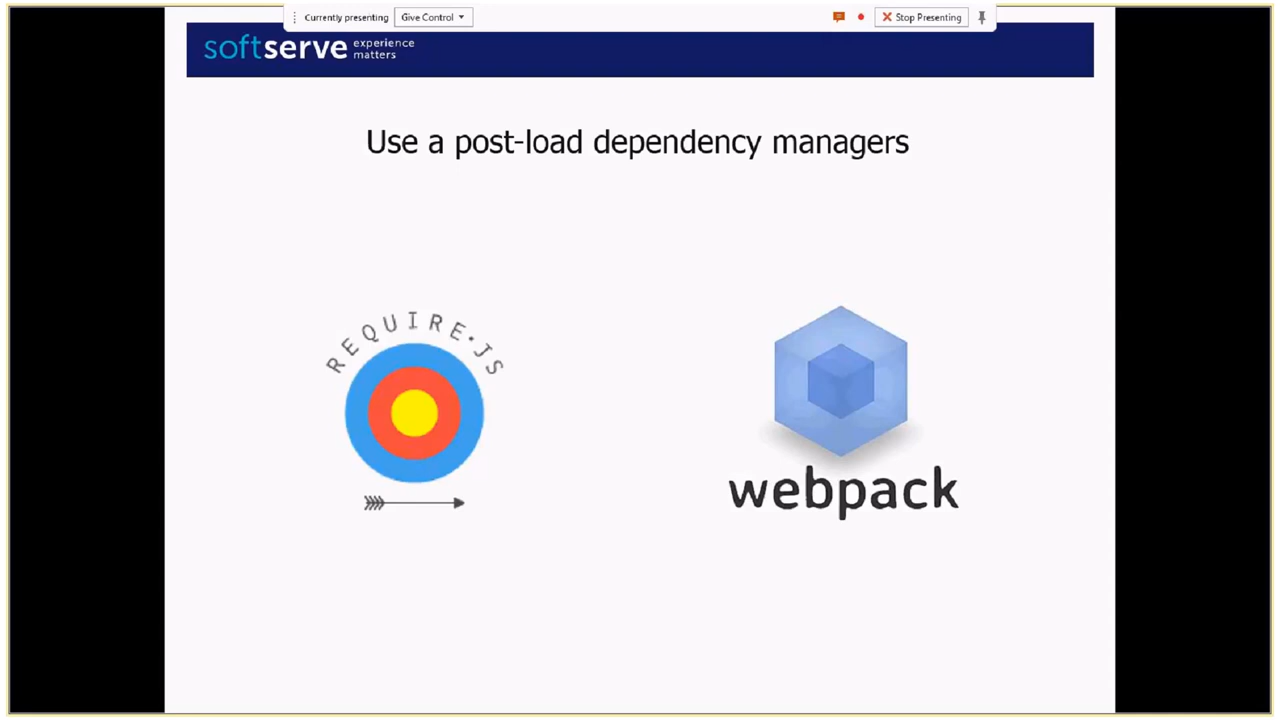 Currently presenting Give Control Stop Presenting
softserve experience matters
Use a post-load dependency managers
REQUIRE.JS
webpack